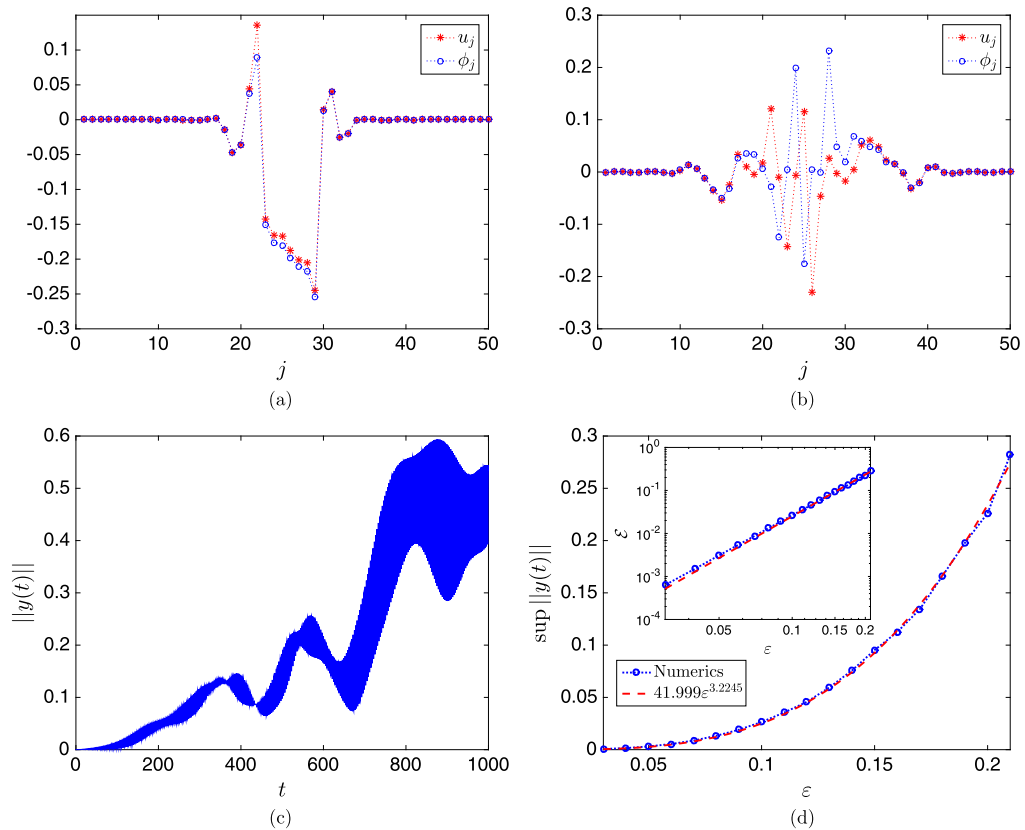 0.1
0.05
0
-0.05
-0.1
-0.15
-0.2
-0.25
-0.3
0 10 20 30 40 50
j
u_j
ϕ_j
(a)
0.3
0.2
0.1
0
-0.1
-0.2
-0.3
0 10 20 30 40 50
j
u_j
ϕ_j
(b)
0.6
0.5
0.4
0.3
0.2
0.1
0
||y(t)||
0 200 400 600 800 1000
t
(c)
0.3
0.25
0.2
0.15
0.1
0.05
0
sup ||y(t)||
0.05 0.1 0.15 0.2
ε
10^0
10^-1
10^-2
10^-3
10^-4
ℰ
0.05 0.1 0.15 0.2
ε
Numerics
41.999ε^3.2245
(d)